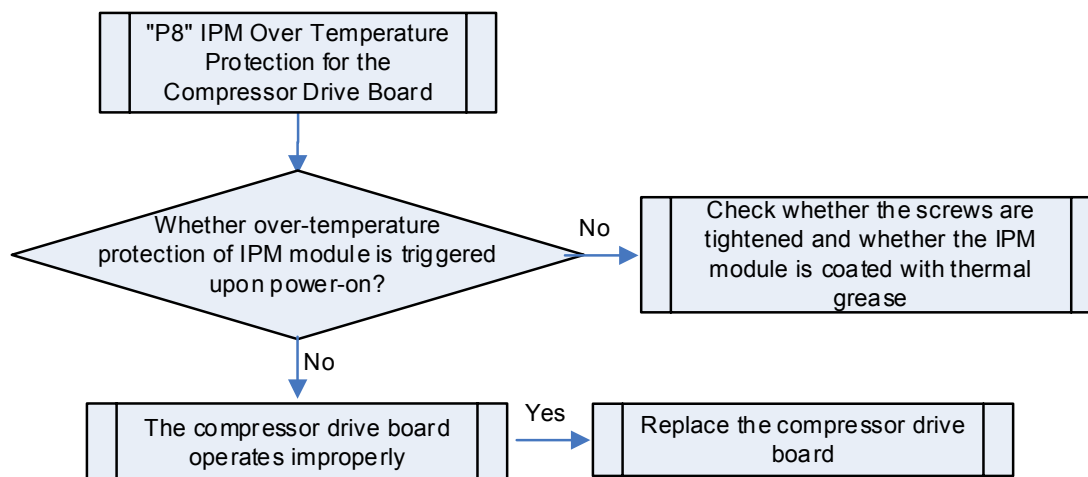 "P8" IPM Over Temperature
Protection for the
Compressor Drive Board
Whether over-temperature
protection of IPM module is triggered
upon power-on?
No
Check whether the screws are
tightened and whether the IPM
module is coated with thermal
grease
No
The compressor drive board
operates improperly
Yes
Replace the compressor drive
board